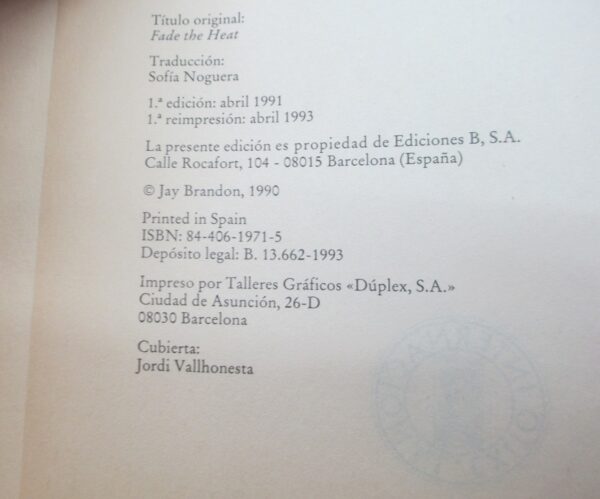 Título original:
Fade the Heat
Traducción:
Sofía Noguera
1.ª edición: abril 1991
1.ª reimpresión: abril 1993
La presente edición es propiedad de Ediciones B, S.A.
Calle Rocafort, 104 - 08015 Barcelona (España)
© Jay Brandon, 1990
Printed in Spain
ISBN: 84-406-1971-5
Depósito legal: B. 13.662-1993
Impreso por Talleres Gráficos «Dúplex, S.A.»
Ciudad de Asunción, 26-D
08030 Barcelona
Cubierta:
Jordi Vallhonesta